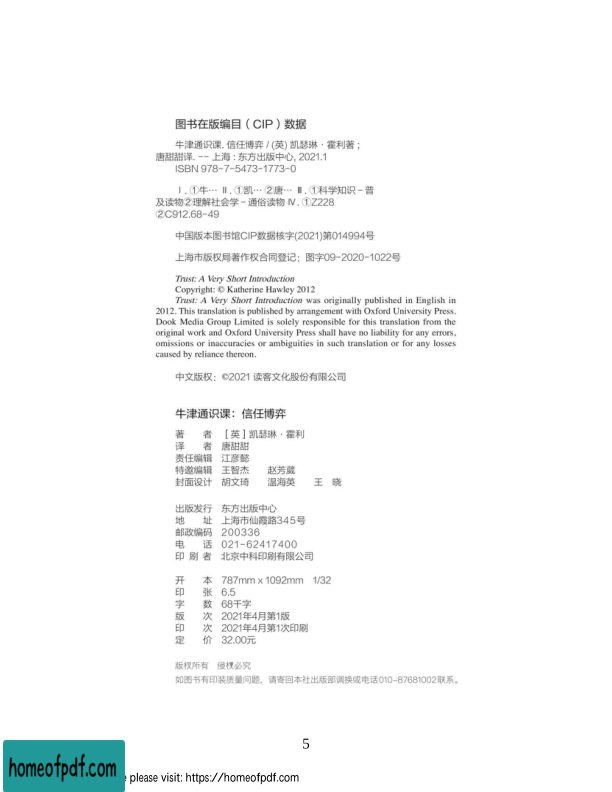 图书在版编目（CIP）数据
牛津通识课. 信任博弈 / (英) 凯瑟琳·霍利著 ;
唐甜甜译. -- 上海 : 东方出版中心, 2021.1
ISBN 978-7-5473-1773-0
Ⅰ. ①牛… Ⅱ. ①凯… ②唐… Ⅲ. ①科学知识－普
及读物②理解社会学－通俗读物 Ⅳ. ①Z228
②C912.68-49
中国版本图书馆CIP数据核字(2021)第014994号
上海市版权局著作权合同登记：图字09-2020-1022号
Trust: A Very Short Introduction
Copyright: © Katherine Hawley 2012
Trust: A Very Short Introduction was originally published in English in
2012. This translation is published by arrangement with Oxford University Press.
Dook Media Group Limited is solely responsible for this translation from the
original work and Oxford University Press shall have no liability for any errors,
omissions or inaccuracies or ambiguities in such translation or for any losses
caused by reliance thereon.
中文版权：©2021 读客文化股份有限公司
牛津通识课：信任博弈
著 者 [英]凯瑟琳·霍利
译 者 唐甜甜
责任编辑 江彦懿
特邀编辑 王智杰 赵芳葳
封面设计 胡文琦 温海英 王 晓
出版发行 东方出版中心
地 址 上海市仙霞路345号
邮政编码 200336
电 话 021-62417400
印 刷 者 北京中科印刷有限公司
开 本 787mm x 1092mm 1/32
印 张 6.5
字 数 68千字
版 次 2021年4月第1版
印 次 2021年4月第1次印刷
定 价 32.00元
版权所有 侵權必究
如图书有印装质量问题，请寄回本社出版部调换或电话010-87681002联系。
5
homeofpdf.com
please visit: https://homeofpdf.com